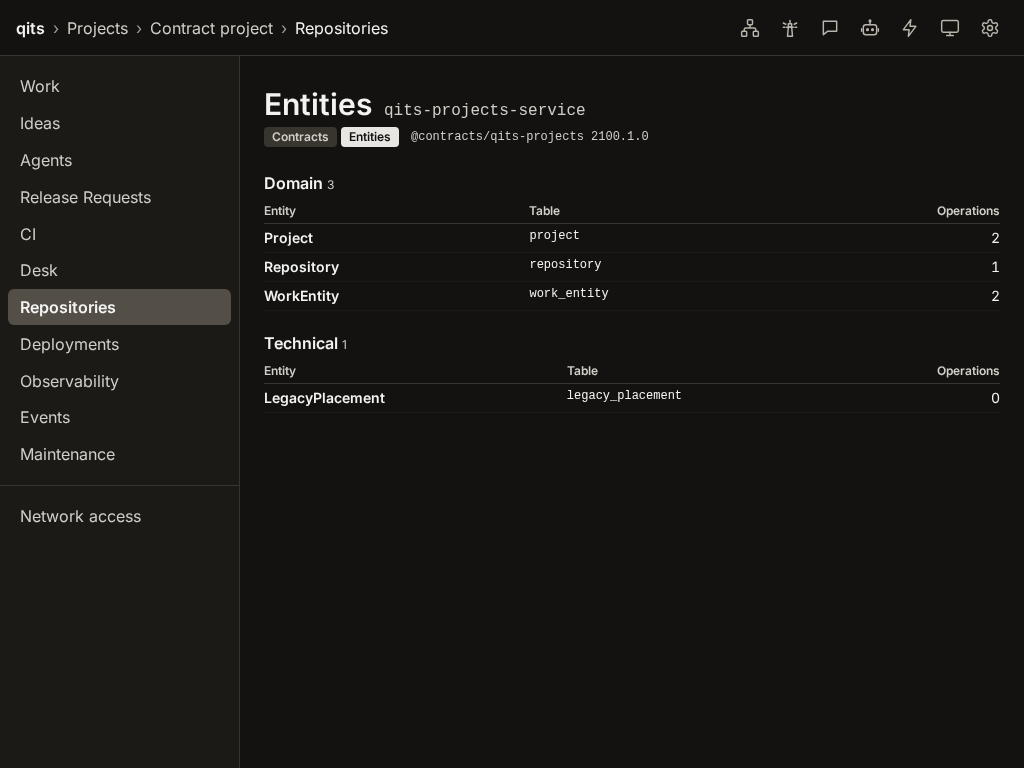 qits › Projects › Contract project › Repositories
Work
Ideas
Agents
Release Requests
CI
Desk
Repositories
Deployments
Observability
Events
Maintenance
Network access
Entities qits-projects-service
Contracts Entities @contracts/qits-projects 2100.1.0
Domain 3
Entity Table Operations
Project project 2
Repository repository 1
WorkEntity work_entity 2
Technical 1
Entity Table Operations
LegacyPlacement legacy_placement 0